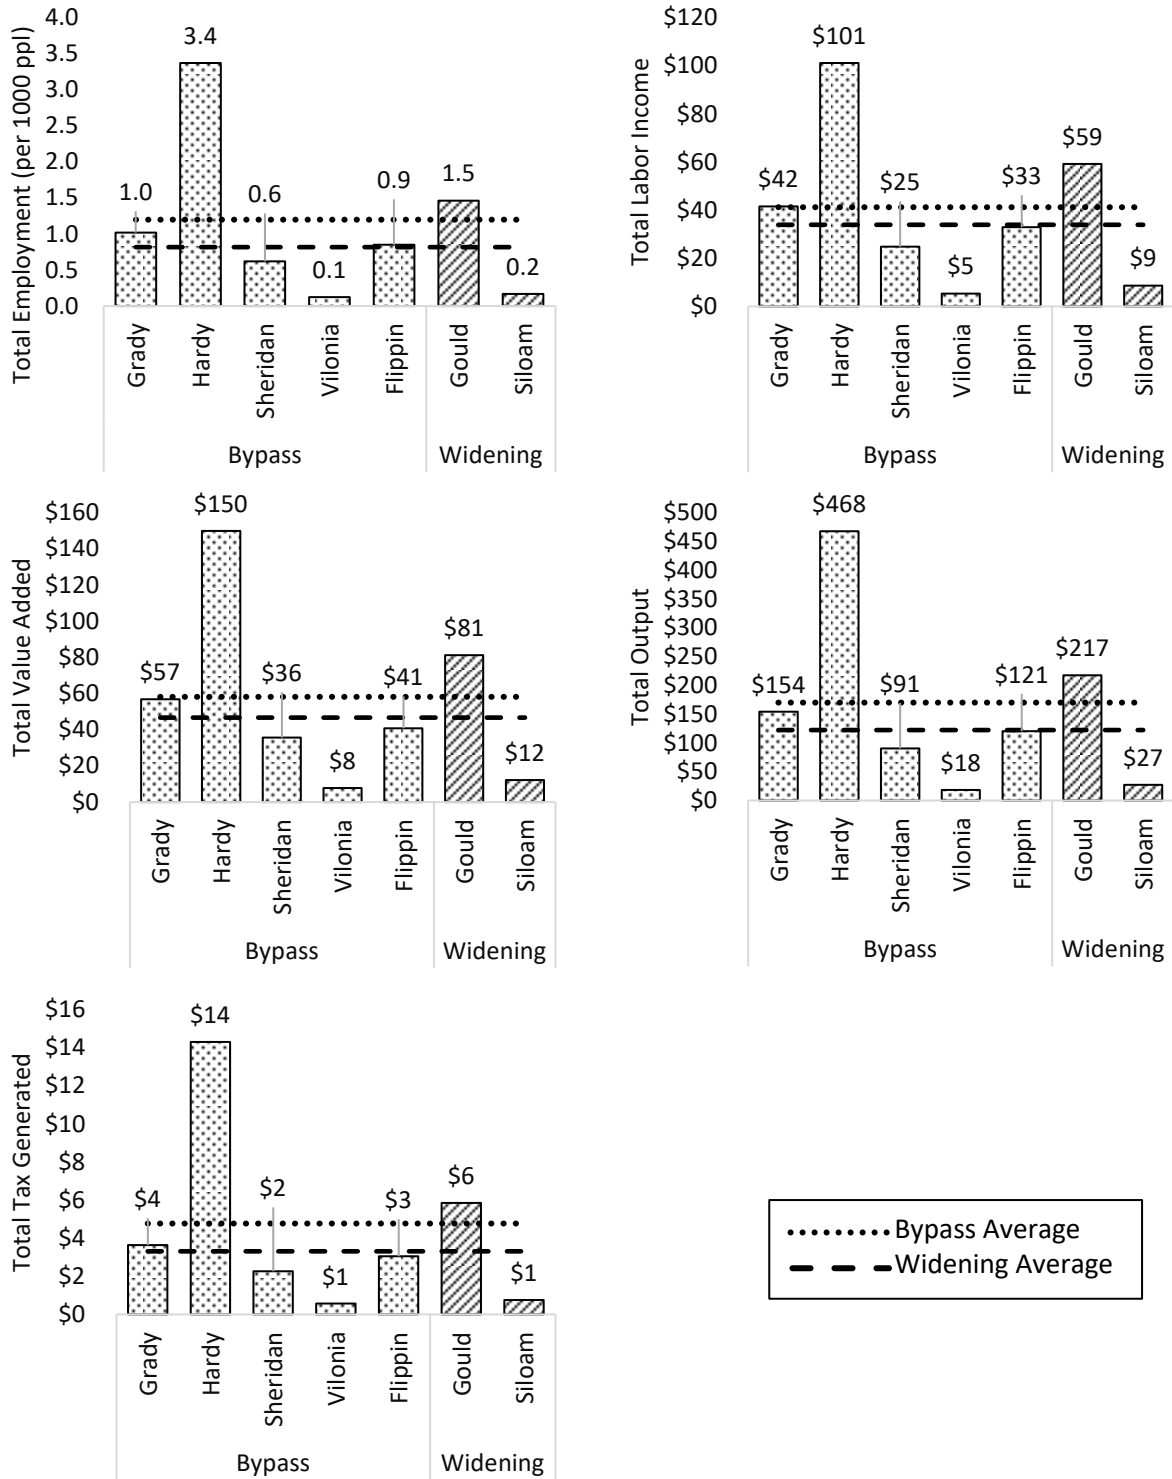 Total Employment (per 1000 ppl)
4.0
3.5
3.0
2.5
2.0
1.5
1.0
0.5
0.0
1.0
3.4
0.6
0.1
0.9
1.5
0.2
Grady
Hardy
Sheridan
Vilonia
Flippin
Gould
Siloam
Bypass
Widening
Total Labor Income
$120
$100
$80
$60
$40
$20
$0
$42
$101
$25
$5
$33
$59
$9
Grady
Hardy
Sheridan
Vilonia
Flippin
Gould
Siloam
Bypass
Widening
Total Value Added
$160
$140
$120
$100
$80
$60
$40
$20
$0
$57
$150
$36
$8
$41
$81
$12
Grady
Hardy
Sheridan
Vilonia
Flippin
Gould
Siloam
Bypass
Widening
Total Output
$500
$450
$400
$350
$300
$250
$200
$150
$100
$50
$0
$154
$468
$91
$18
$121
$217
$27
Grady
Hardy
Sheridan
Vilonia
Flippin
Gould
Siloam
Bypass
Widening
Total Tax Generated
$16
$14
$12
$10
$8
$6
$4
$2
$0
$4
$14
$2
$1
$3
$6
$1
Grady
Hardy
Sheridan
Vilonia
Flippin
Gould
Siloam
Bypass
Widening
Bypass Average
Widening Average